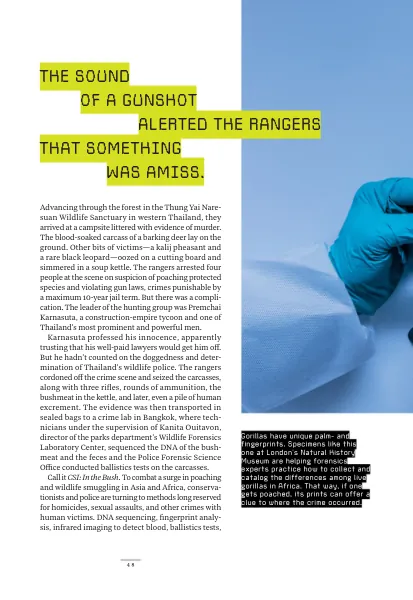 THE SOUND
OF A GUNSHOT
ALERTED THE RANGERS
THAT SOMETHING
WAS AMISS.
Advancing through the forest in the Thung Yai Nare-
suan Wildlife Sanctuary in western Thailand, they
arrived at a campsite littered with evidence of murder.
The blood-soaked carcass of a barking deer lay on the
ground. Other bits of victims—a kalij pheasant and
a rare black leopard—oozed on a cutting board and
simmered in a soup kettle. The rangers arrested four
people at the scene on suspicion of poaching protected
species and violating gun laws, crimes punishable by
a maximum 10-year jail term. But there was a compli-
cation. The leader of the hunting group was Premchai
Karnasuta, a construction-empire tycoon and one of
Thailand's most prominent and powerful men.
Karnasuta professed his innocence, apparently
trusting that his well-paid lawyers would get him off.
But he hadn't counted on the doggedness and deter-
mination of Thailand's wildlife police. The rangers
cordoned off the crime scene and seized the carcasses,
along with three rifles, rounds of ammunition, the
bushmeat in the kettle, and later, even a pile of human
excrement. The evidence was then transported in
sealed bags to a crime lab in Bangkok, where tech-
nicians under the supervision of Kanita Ouitavon,
director of the parks department's Wildlife Forensics
Laboratory Center, sequenced the DNA of the bush-
meat and the feces and the Police Forensic Science
Office conducted ballistics tests on the carcasses.
Call it CSI: In the Bush. To combat a surge in poaching
and wildlife smuggling in Asia and Africa, conserva-
tionists and police are turning to methods long reserved
for homicides, sexual assaults, and other crimes with
human victims. DNA sequencing, fingerprint analy-
sis, infrared imaging to detect blood, ballistics tests,
Gorillas have unique palm- and
fingerprints. Specimens like this
one at London's Natural History
Museum are helping forensics
experts practice how to collect and
catalog the differences among live
gorillas in Africa. That way, if one
gets poached, its prints can offer a
clue to where the crime occurred.
48